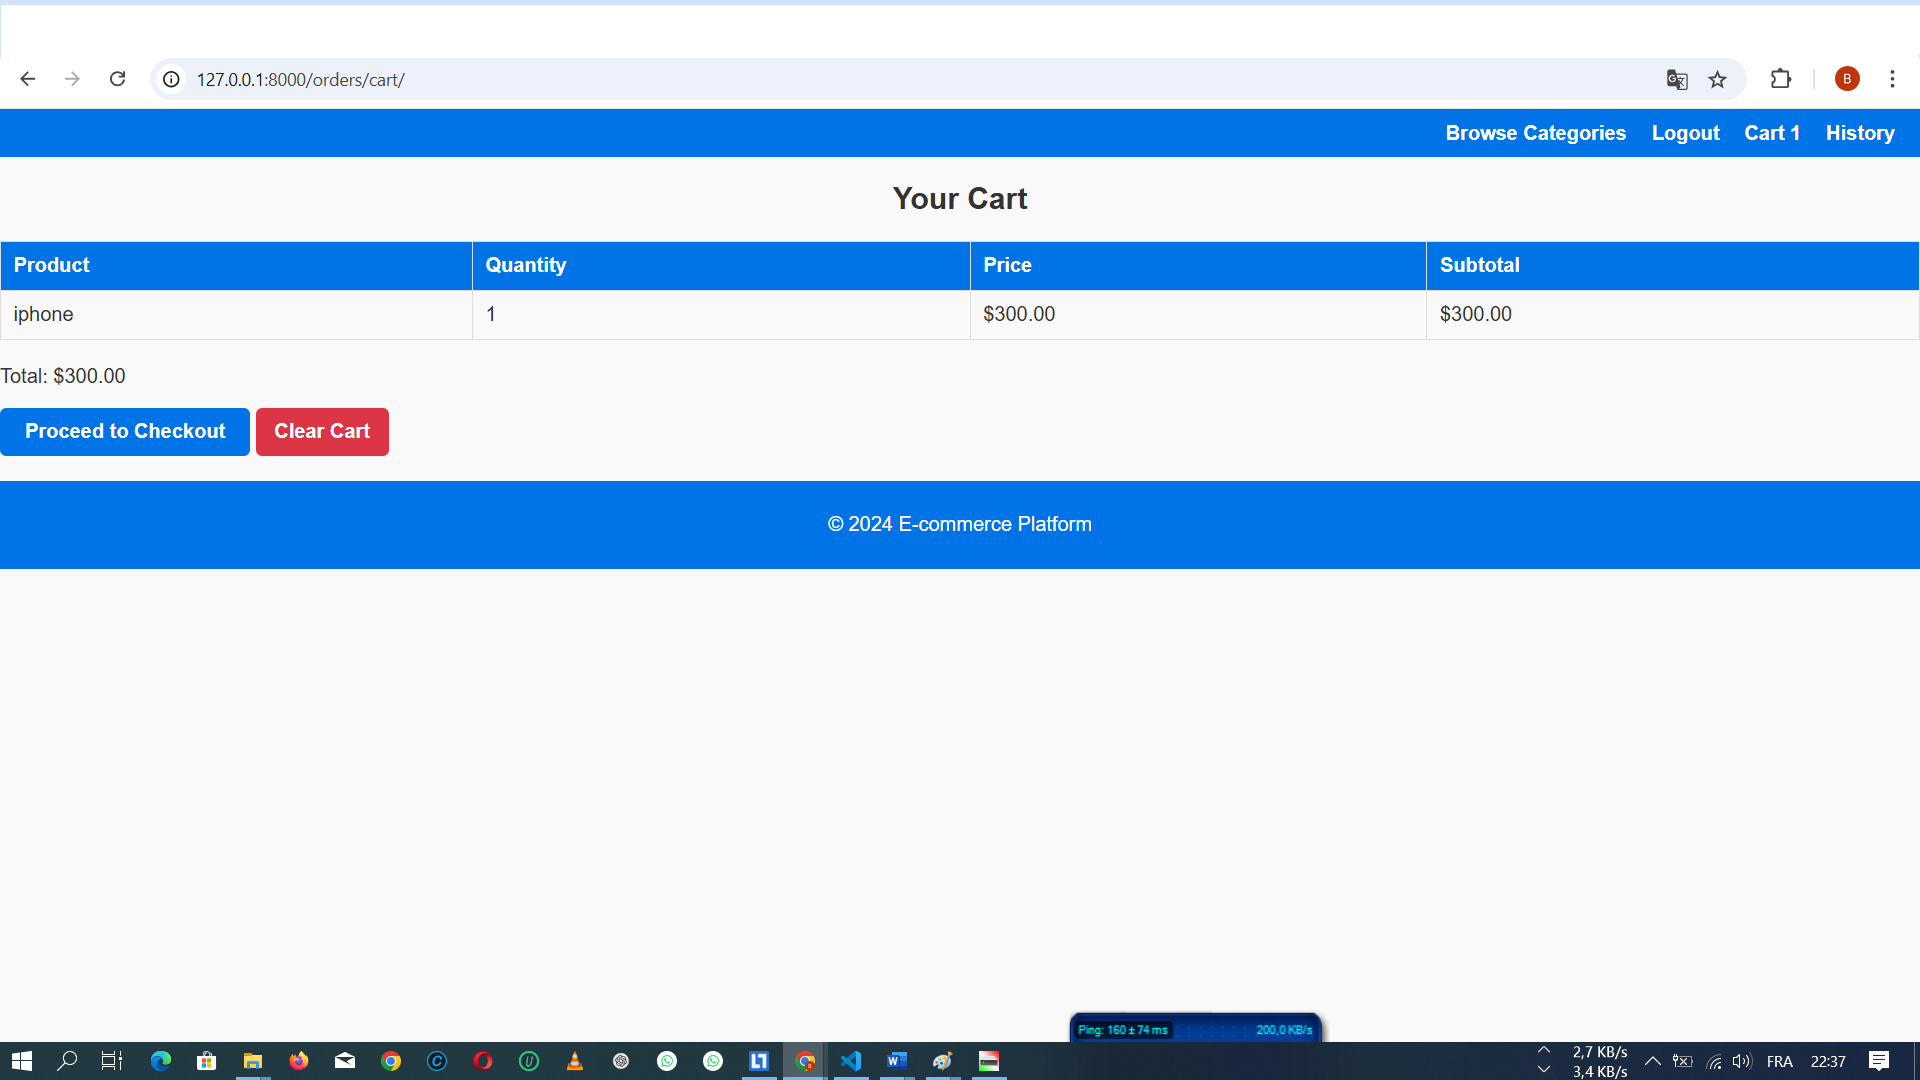 127.0.0.1:8000/orders/cart/
B
Browse Categories Logout Cart 1 History
Your Cart
Product Quantity Price Subtotal
iphone 1 $300.00 $300.00
Total: $300.00
Proceed to Checkout Clear Cart
© 2024 E-commerce Platform
Ping: 160 ± 74 ms 200,0 KB/s
2,7 KB/s
3,4 KB/s
FRA 22:37